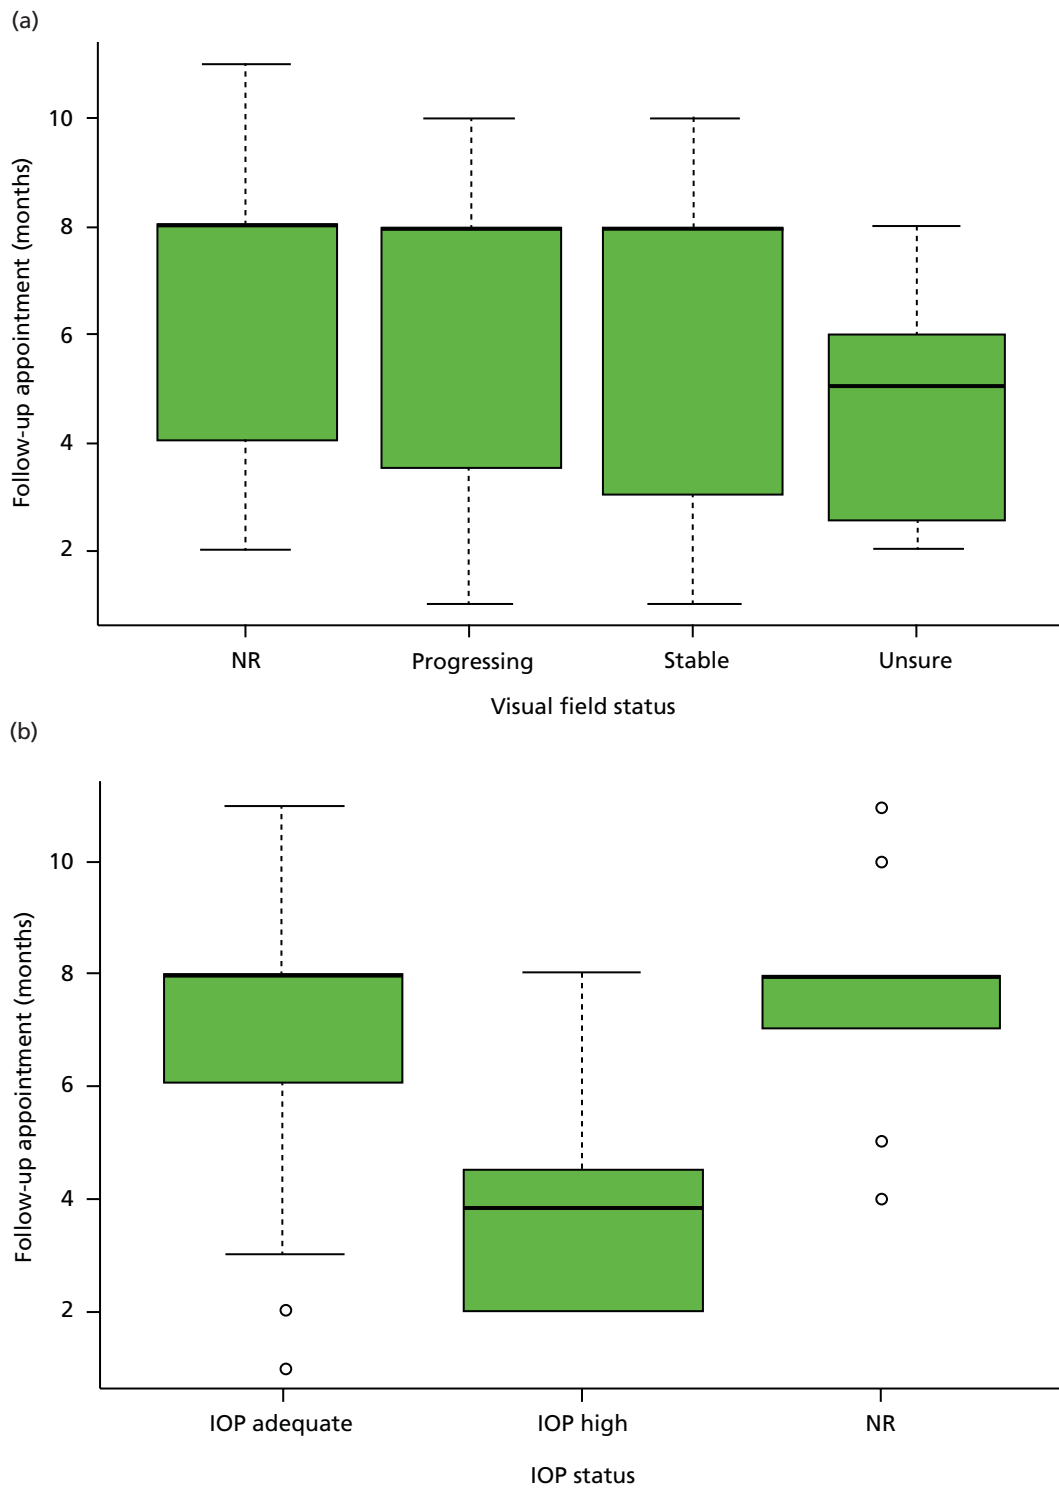 (a)
Follow-up appointment (months)
10
8
6
4
2
NR
Progressing
Stable
Unsure
Visual field status
(b)
Follow-up appointment (months)
10
8
6
4
2
IOP adequate
IOP high
NR
IOP status